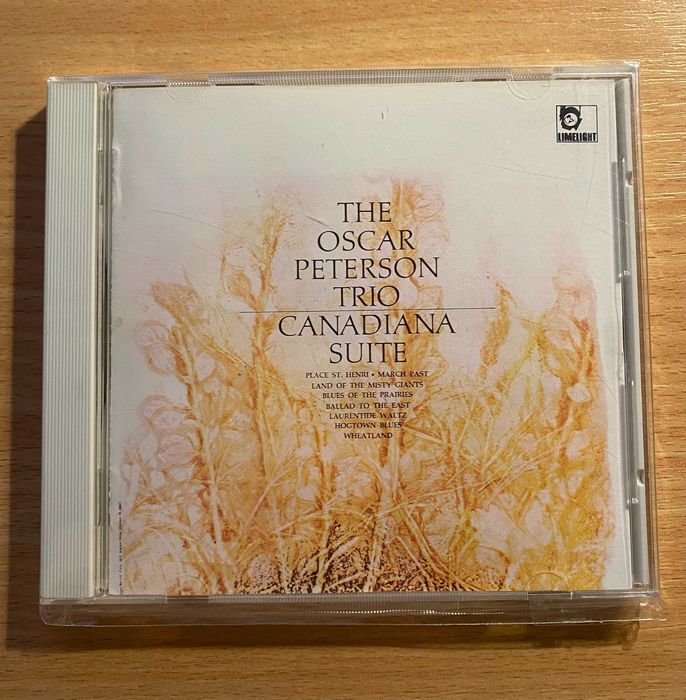 LIMELIGHT
THE
OSCAR
PETERSON
TRIO
CANADIANA
SUITE
PLACE ST. HENRI • MARCH PAST
LAND OF THE MISTY GIANTS
BLUES OF THE PRAIRIES
BALLAD TO THE EAST
LAURENTIDE WALTZ
HOGTOWN BLUES
WHEATLAND